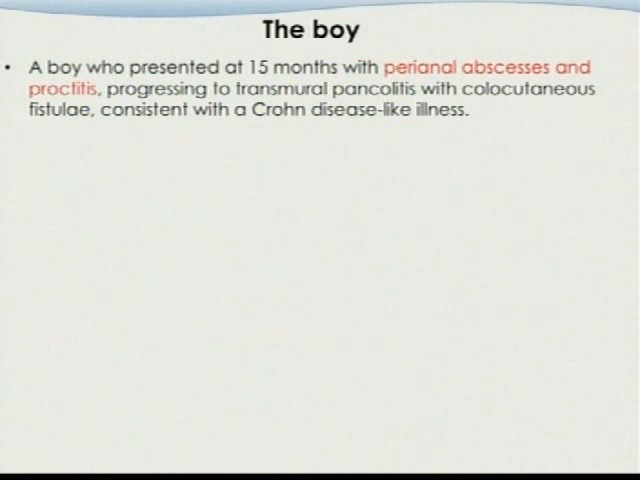 The boy
• A boy who presented at 15 months with perianal abscesses and
proctitis, progressing to transmural pancolitis with colocutaneous
fistulae, consistent with a Crohn disease-like illness.